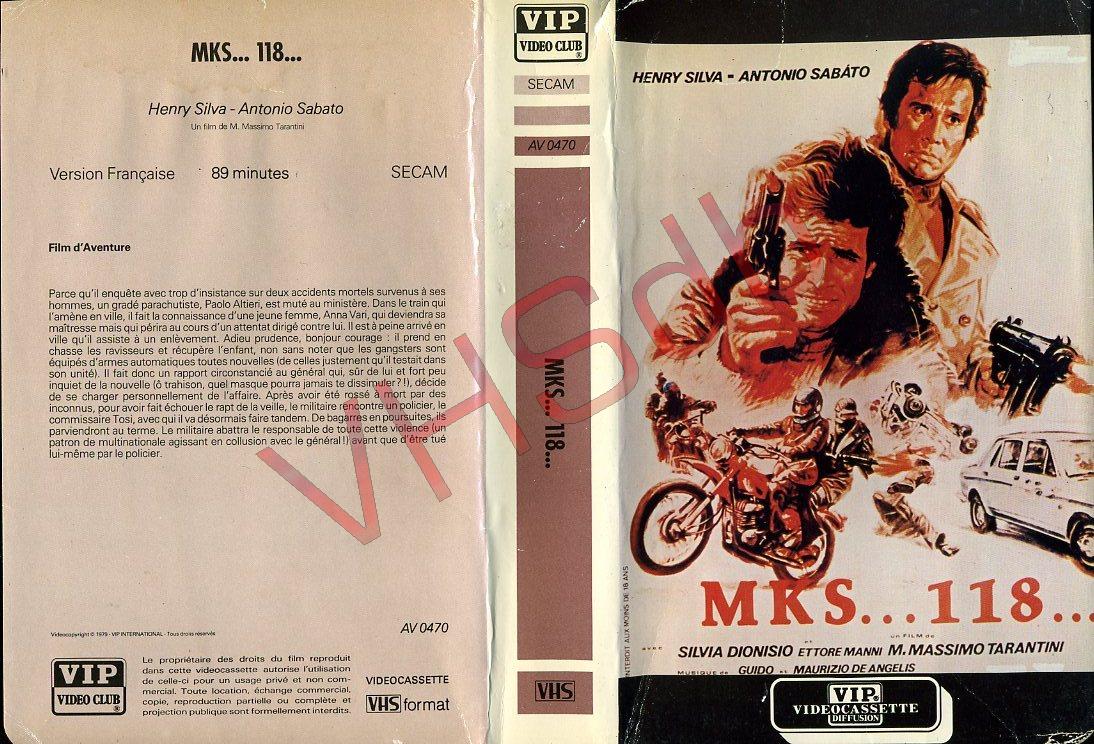 MKS... 118...
Henry Silva - Antonio Sabato
Un film de M. Massimo Tarantini
Version Française 89 minutes SECAM
Film d'Aventure
Parce qu'il enquête avec trop d'insistance sur deux accidents mortels survenus à ses
hommes, un gradé parachutiste, Paolo Altieri, est muté au ministère. Dans le train qui
l'amène en ville, il fait la connaissance d'une jeune femme, Anna Vari, qui deviendra sa
maîtresse mais qui périra au cours d'un attentat dirigé contre lui. Il est à peine arrivé en
ville qu'il assiste à un enlèvement. Adieu prudence, bonjour courage : il prend en
chasse les ravisseurs et récupère l'enfant, non sans noter que les gangsters sont
équipés d'armes automatiques toutes nouvelles (de celles justement qu'il testait dans
son unité). Il fait donc un rapport circonstancié au général qui, sûr de lui et fort peu
inquiet de la nouvelle (ô trahison, quel masque pourra jamais te dissimuler?!), décide
de se charger personnellement de l'affaire. Après avoir été rossé à mort par des
inconnus, pour avoir fait échouer le rapt de la veille, le militaire rencontre un policier, le
commissaire Tosi, avec qui il va désormais faire tandem. De bagarres en poursuites, ils
parviendront au terme. Le militaire abattra le responsable de toute cette violence (un
patron de multinationale agissant en collusion avec le général!) avant que d'être tué
lui-même par le policier.
Videocopyright © 1979 - VIP INTERNATIONAL - Tous droits réservés
AV 0470
VIP
VIDEO CLUB ®
Le propriétaire des droits du film reproduit
dans cette videocassette autorise l'utilisation
de celle-ci pour un usage privé et non com-
mercial. Toute location, échange commercial,
copie, reproduction partielle ou complète et
projection publique sont formellement interdits.
VIDEOCASSETTE
VHS format
VIP
VIDEO CLUB ®
SECAM
AV 0470
MKS... 118...
VHS
HENRY SILVA - ANTONIO SABÁTO
MKS...118...
INTERDIT AUX MOINS DE 18 ANS
un FILM de
avec SILVIA DIONISIO et ETTORE MANNI M. MASSIMO TARANTINI
MUSIQUE de GUIDO et MAURIZIO DE ANGELIS
VIP®
VIDEOCASSETTE
DIFFUSION
VHSdb